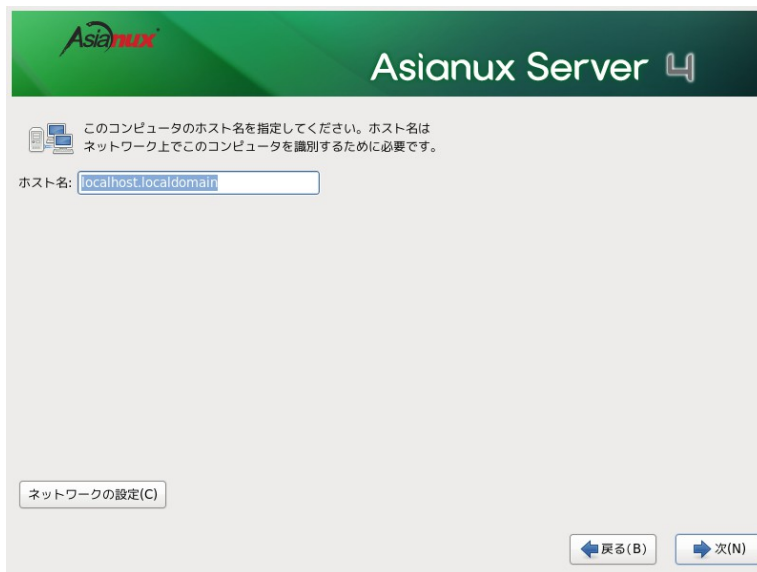 Asianux
Asianux Server 4
このコンピュータのホスト名を指定してください。ホスト名は
ネットワーク上でこのコンピュータを識別するために必要です。
ホスト名: localhost.localdomain
ネットワークの設定(C)
戻る(B) 次(N)